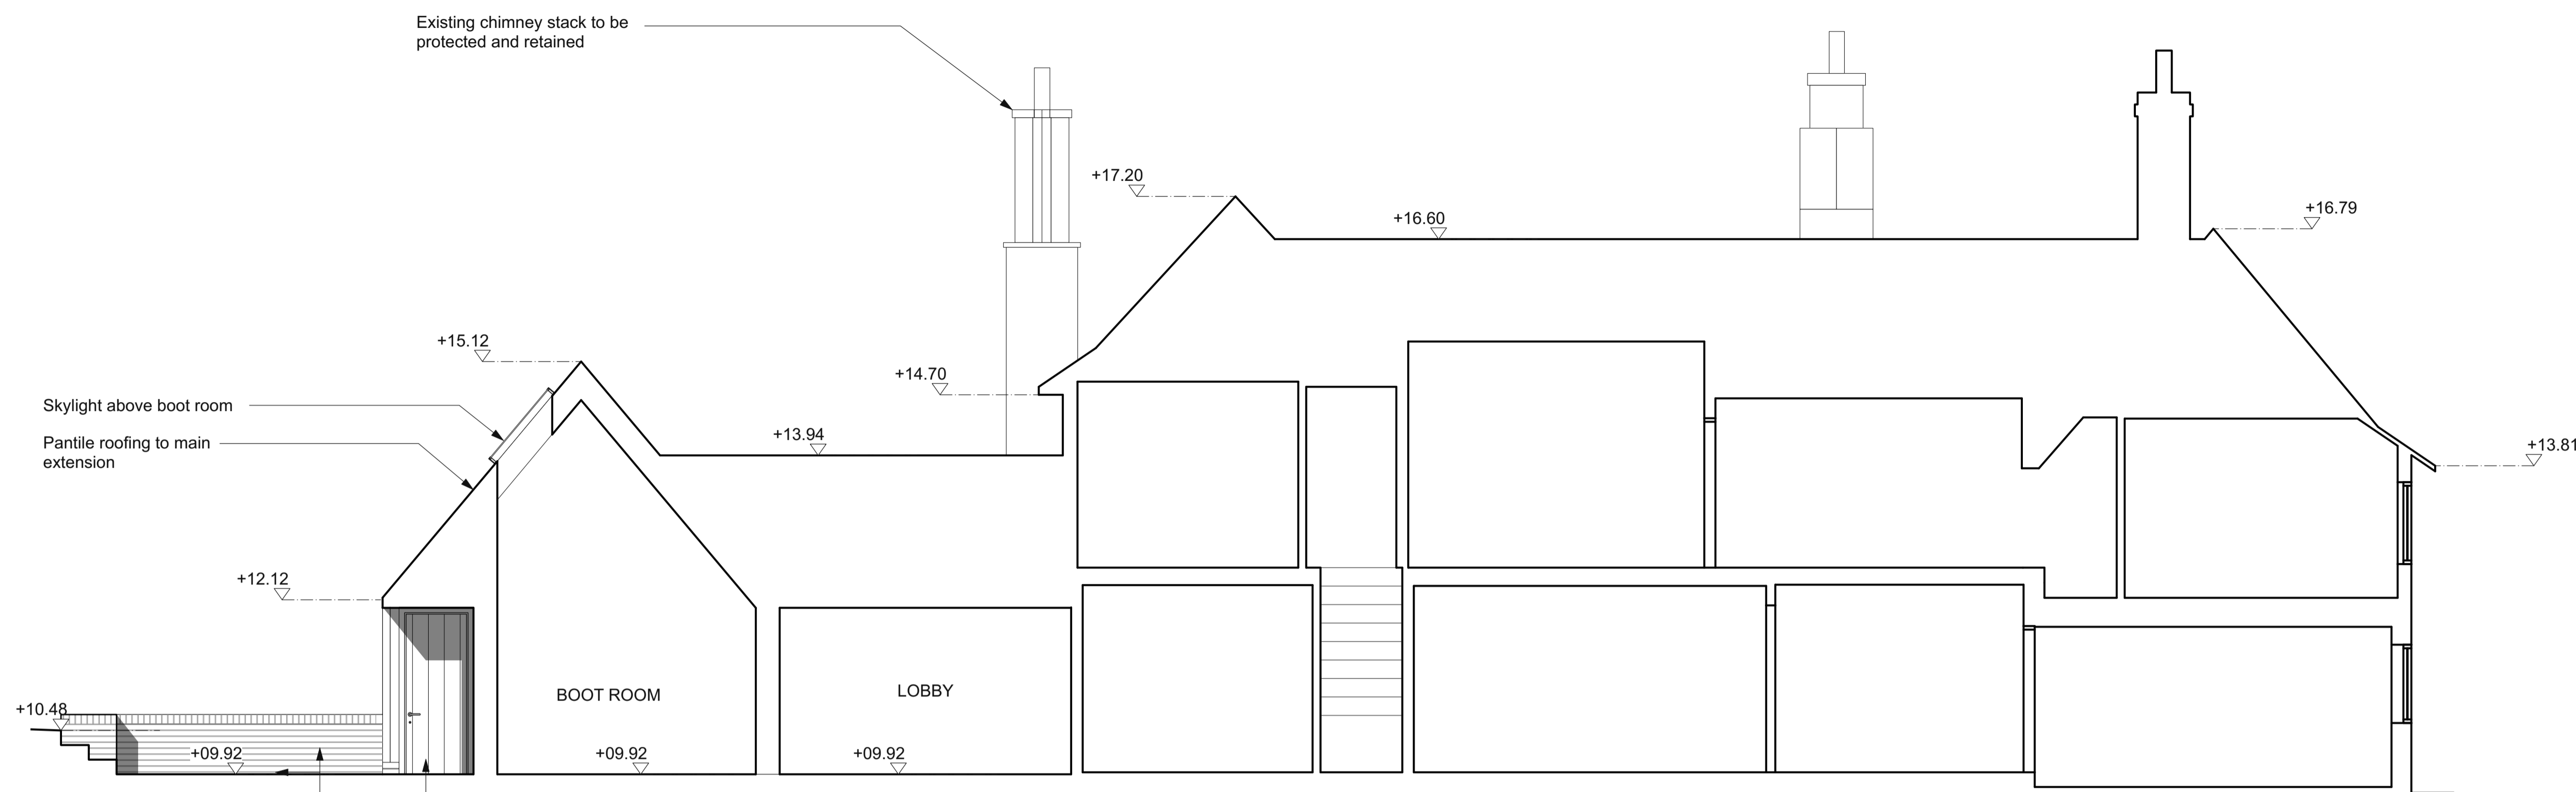 Existing chimney stack to be
protected and retained
+17.20
+16.60
+16.79
+15.12
+14.70
Skylight above boot room
+13.94
Pantile roofing to main
extension
+13.81
+12.12
BOOT ROOM
LOBBY
+10.48
+09.92
+09.92
+09.92